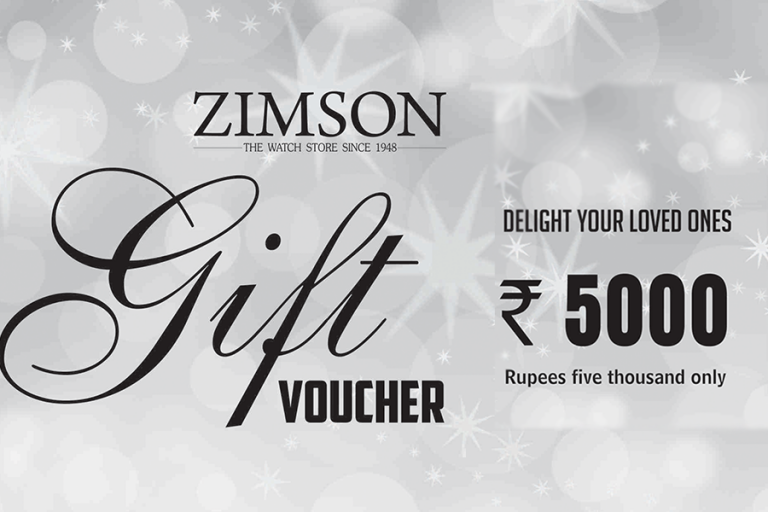 ZIMSON
THE WATCH STORE SINCE 1948
Gift
VOUCHER
DELIGHT YOUR LOVED ONES
₹ 5000
Rupees five thousand only